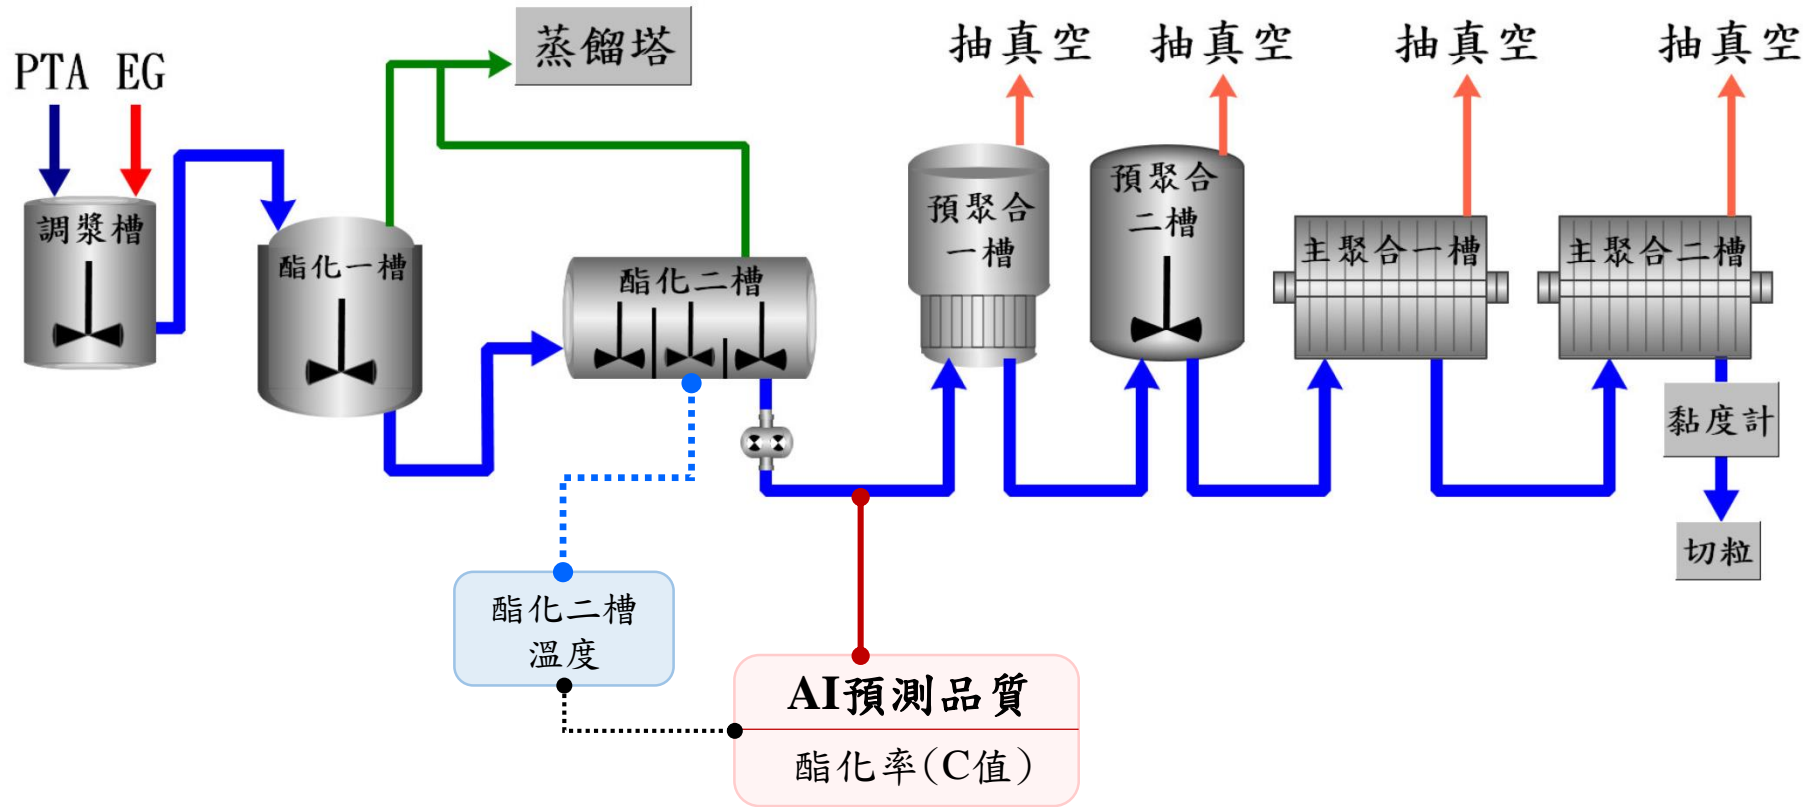 PTA
EG
蒸餾塔
抽真空
抽真空
抽真空
抽真空
調漿槽
酯化一槽
酯化二槽
預聚合
一槽
預聚合
二槽
主聚合一槽
主聚合二槽
黏度計
切粒
酯化二槽
溫度
AI預測品質
酯化率(C值)